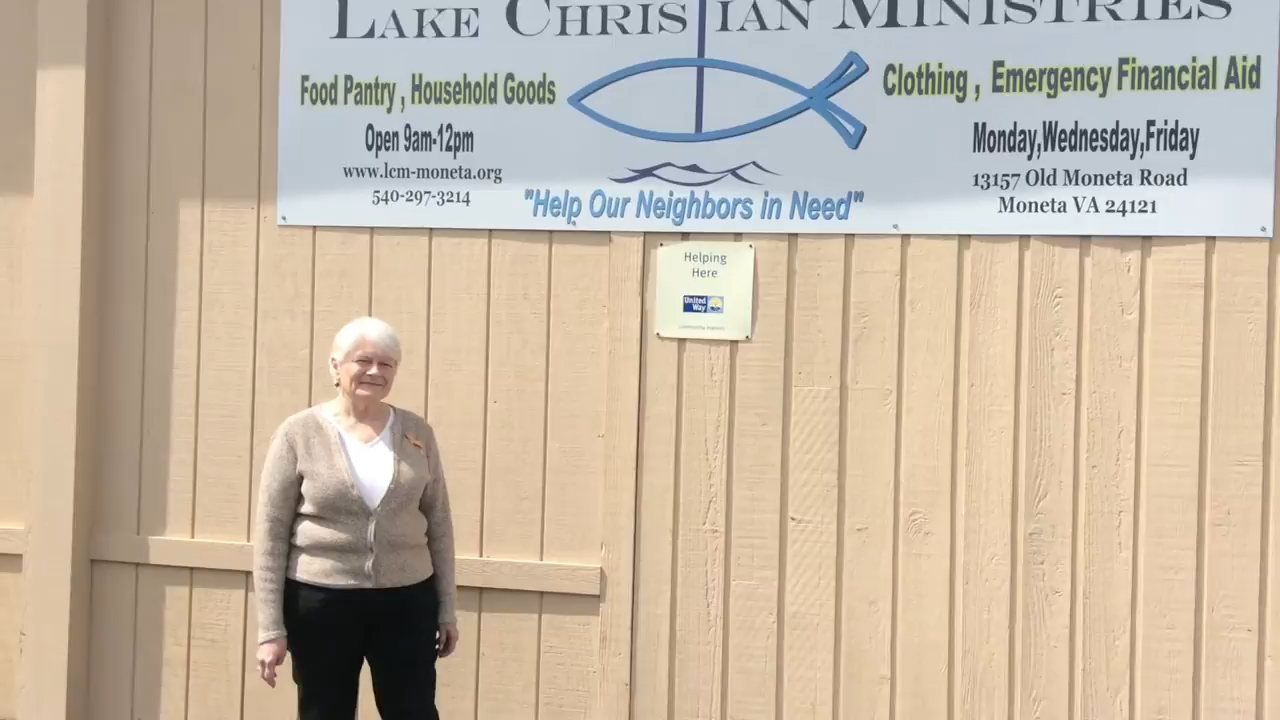 LAKE CHRISTIAN MINISTRIES
Food Pantry , Household Goods
Open 9am-12pm
www.lcm-moneta.org
540-297-3214
"Help Our Neighbors in Need"
Clothing , Emergency Financial Aid
Monday,Wednesday,Friday
13157 Old Moneta Road
Moneta VA 24121
Helping
Here
United
Way